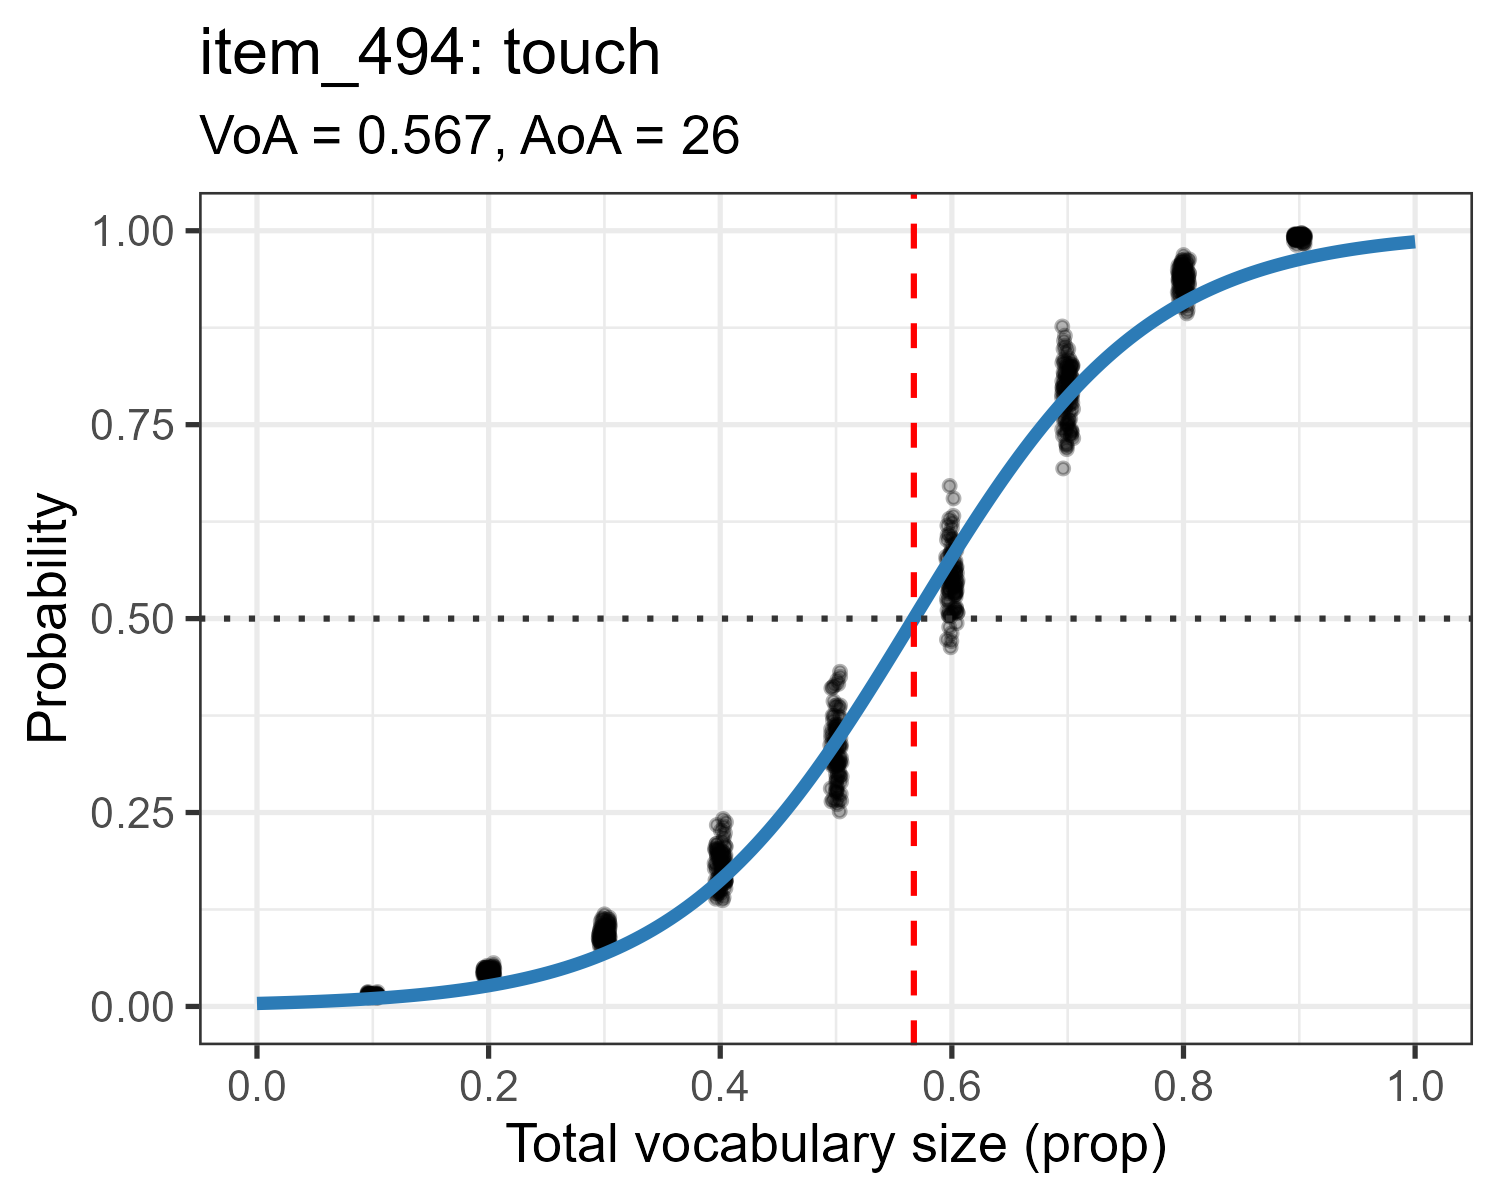 item_494: touch
VoA = 0.567, AoA = 26
1.00
0.75
0.50
0.25
0.00
Probability
0.0 0.2 0.4 0.6 0.8 1.0
Total vocabulary size (prop)